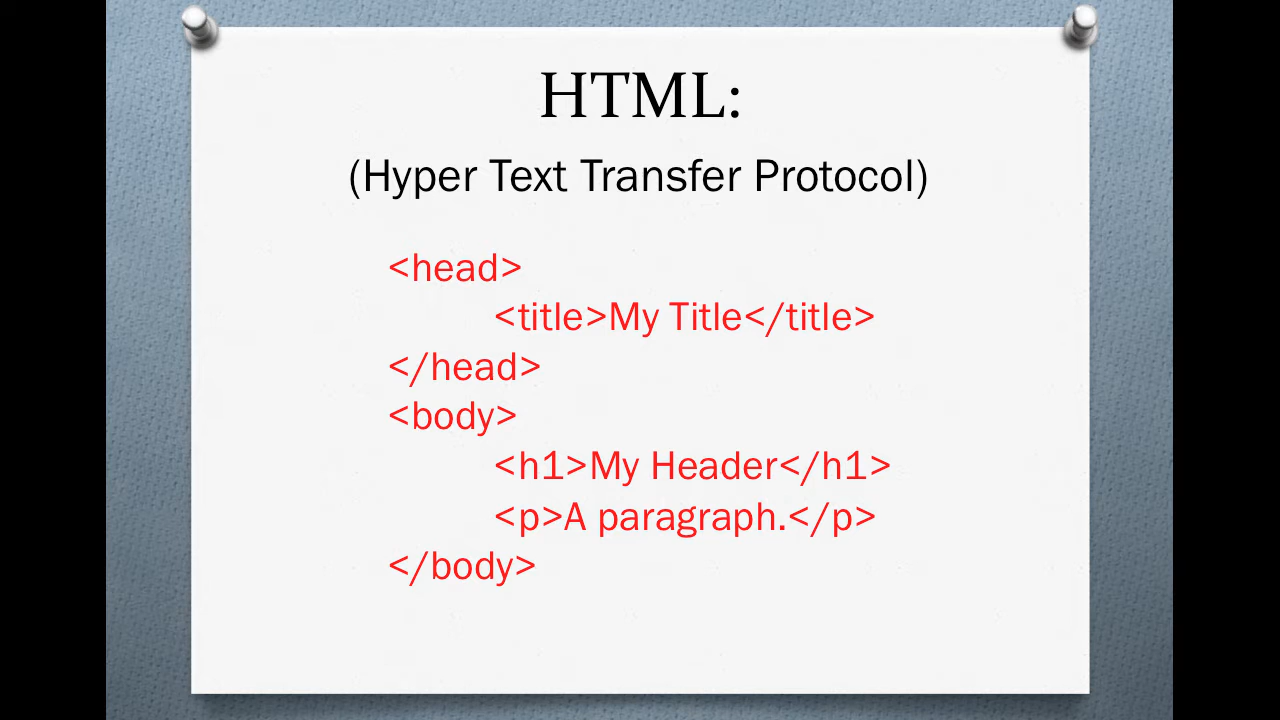 HTML:
(Hyper Text Transfer Protocol)
<head>
<title>My Title</title>
</head>
<body>
<h1>My Header</h1>
<p>A paragraph.</p>
</body>